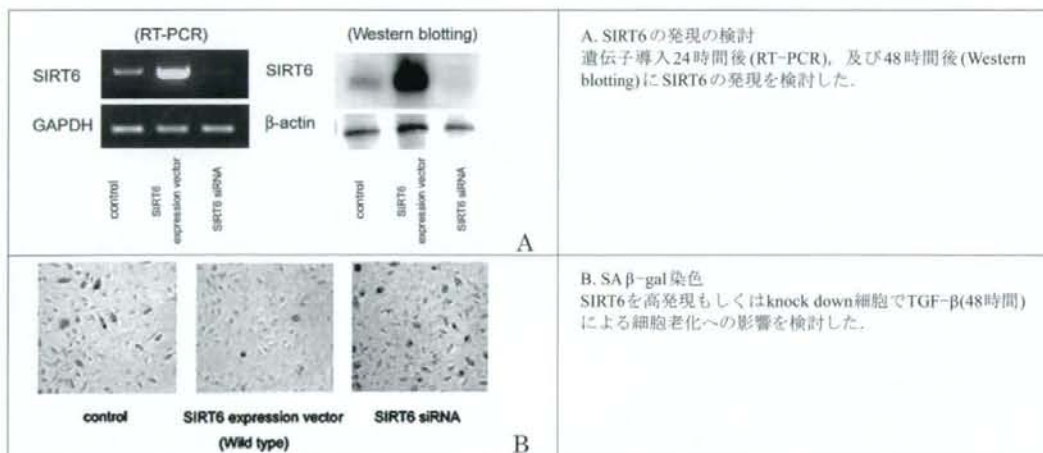 (RT-PCR)
(Western blotting)
SIRT6
SIRT6
GAPDH
β-actin
control
SIRT6
expression vector
SIRT6 siRNA
control
SIRT6
expression vector
SIRT6 siRNA
A
A. SIRT6の発現の検討
遺伝子導入24時間後(RT-PCR)，及び48時間後(Western
blotting)にSIRT6の発現を検討した．
control
SIRT6 expression vector
(Wild type)
SIRT6 siRNA
B
B. SAβ-gal染色
SIRT6を高発現もしくはknock down細胞でTGF-β(48時間)
による細胞老化への影響を検討した．